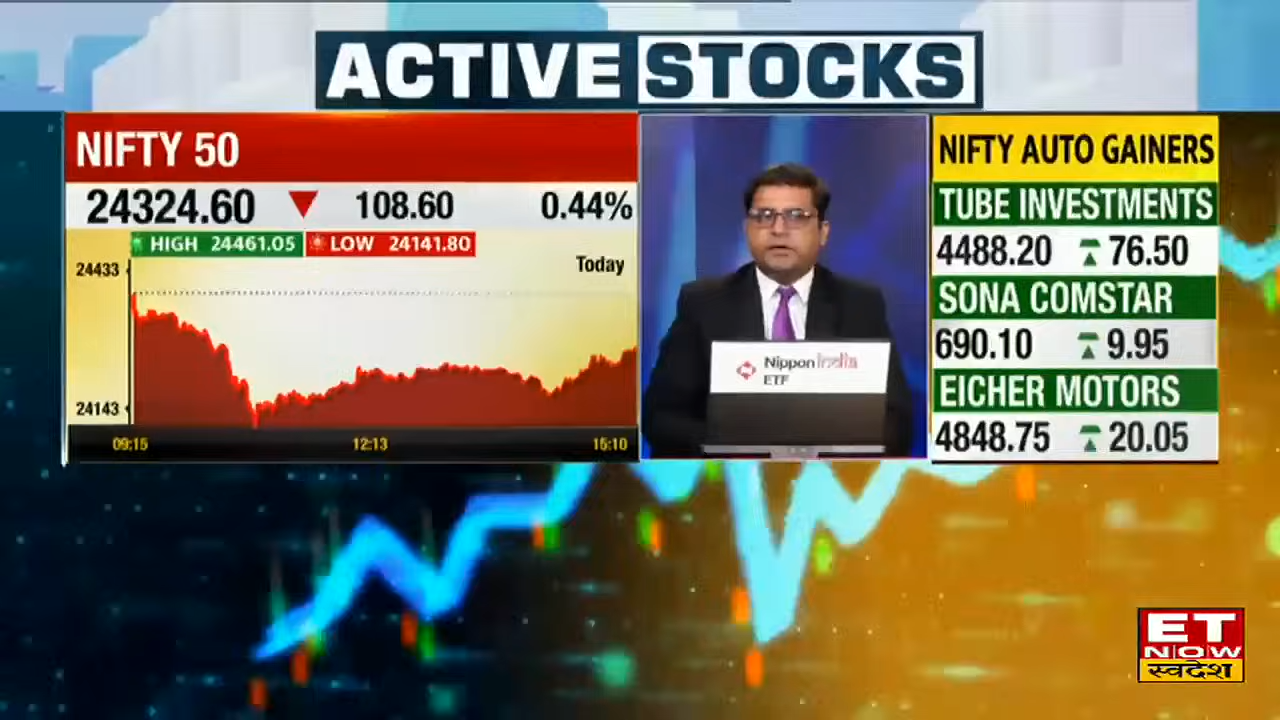 ACTIVE STOCKS
NIFTY 50
24324.60 ▼ 108.60 0.44%
HIGH 24461.05 LOW 24141.80
Today
24433
24143
09:15 12:13 15:10
Nippon india
ETF
NIFTY AUTO GAINERS
TUBE INVESTMENTS
4488.20 76.50
SONA COMSTAR
690.10 9.95
EICHER MOTORS
4848.75 20.05
ET
NOW
स्वदेश